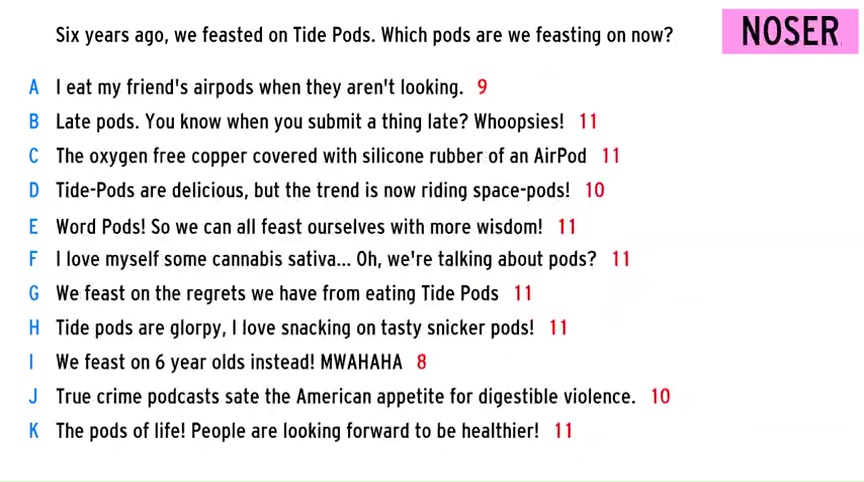 Six years ago, we feasted on Tide Pods. Which pods are we feasting on now?
NOSER
A I eat my friend's airpods when they aren't looking. 9
B Late pods. You know when you submit a thing late? Whoopsies! 11
C The oxygen free copper covered with silicone rubber of an AirPod 11
D Tide-Pods are delicious, but the trend is now riding space-pods! 10
E Word Pods! So we can all feast ourselves with more wisdom! 11
F I love myself some cannabis sativa... Oh, we're talking about pods? 11
G We feast on the regrets we have from eating Tide Pods 11
H Tide pods are glorpy, I love snacking on tasty snicker pods! 11
I We feast on 6 year olds instead! MWAHAHA 8
J True crime podcasts sate the American appetite for digestible violence. 10
K The pods of life! People are looking forward to be healthier! 11